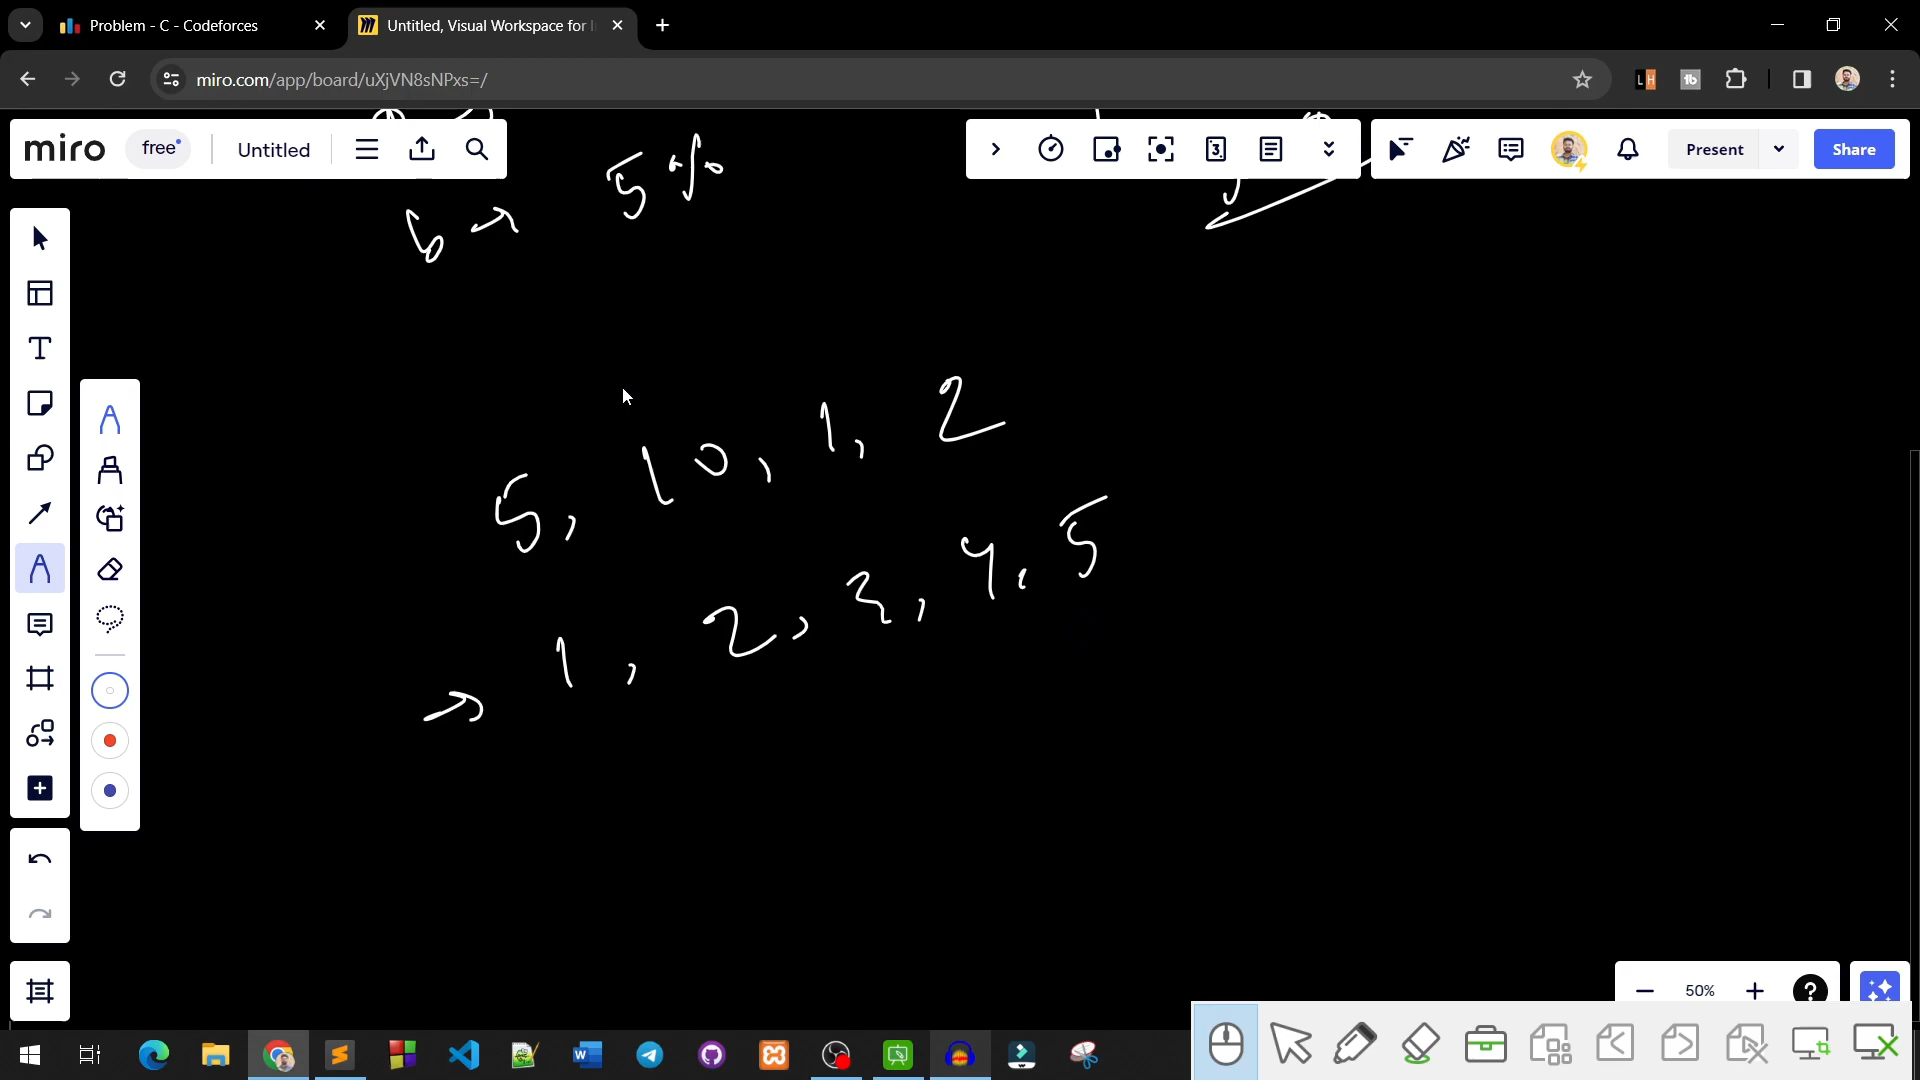 Problem - C - Codeforces
Untitled, Visual Workspace for I
miro.com/app/board/uXjVN8sNPxs=/
miro free Untitled
3.
Present Share
5 %
6 →
5, 10, 1, 2
→ 1, 2, 3, 4, 5
50%